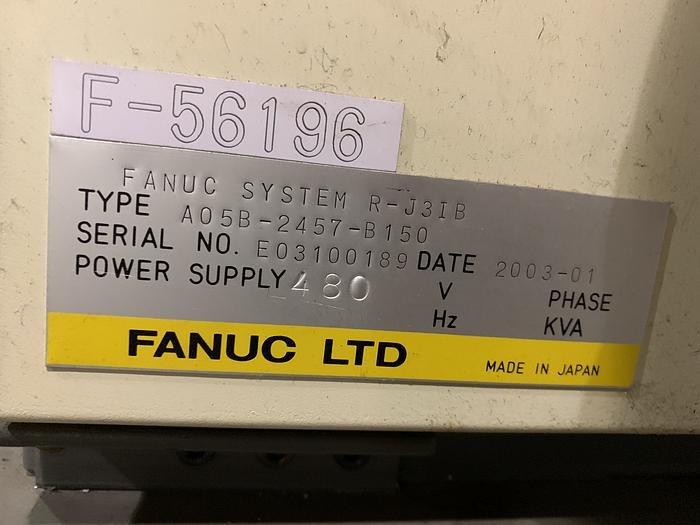 F-56196
FANUC SYSTEM R-J3IB
TYPE A05B-2457-B150
SERIAL NO. E03100189 DATE 2003-01
POWER SUPPLY 480 V PHASE
Hz KVA
FANUC LTD MADE IN JAPAN